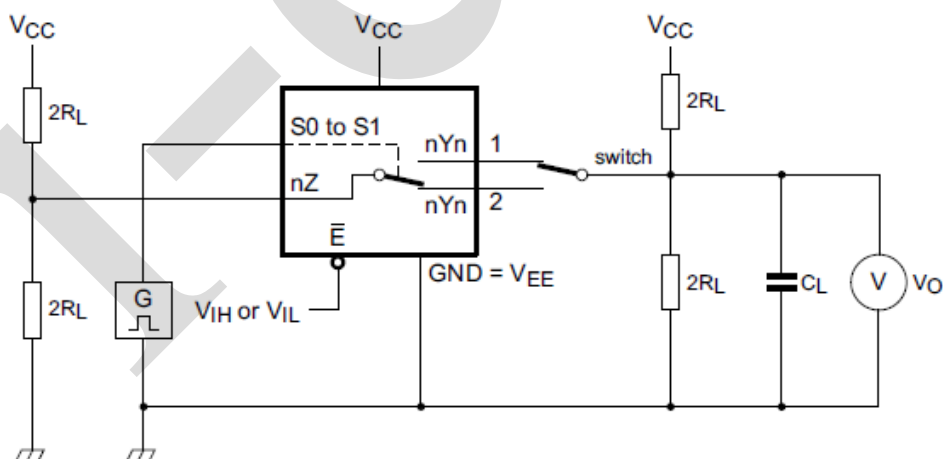 VCC
VCC
VCC
2RL
2RL
S0 to S1
nYn
1
switch
nZ
nYn
2
E̅
GND = VEE
2RL
G
VIH or VIL
2RL
CL
V
VO